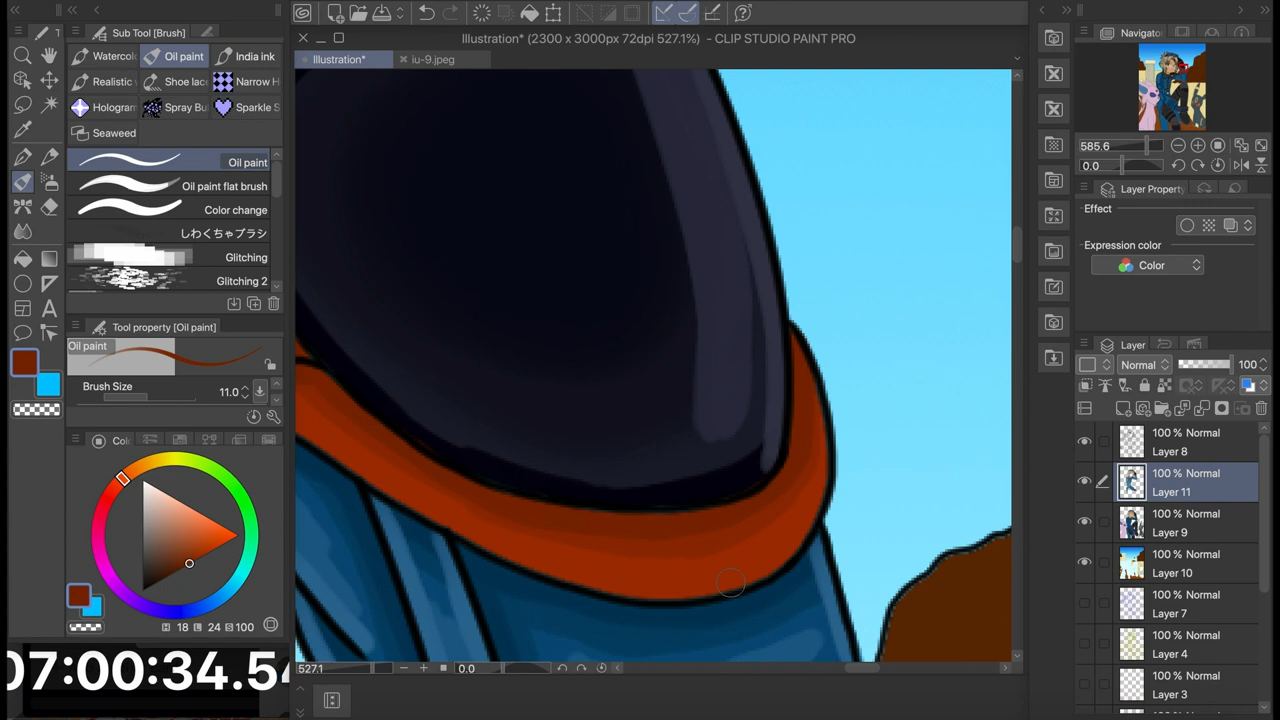 Sub Tool [Brush]
Illustration* (2300 x 3000px 72dpi 527.1%) - CLIP STUDIO PAINT PRO
Navigator
Illustration*
iu-9.jpeg
Watercol
Oil paint
India ink
Realistic
Shoe lace
Narrow H
Hologram
Spray Bu
Sparkle S
Seaweed
Oil paint
Oil paint flat brush
Color change
しわくちゃブラシ
Glitching
Glitching 2
Tool property [Oil paint]
Oil paint
Brush Size
11.0
Co
H 18 L 24 S 100
07:00:34.54
527.1
0.0
585.6
0.0
Layer Property
Effect
Expression color
Color
Layer
Normal
100
100 % Normal
Layer 8
100 % Normal
Layer 11
100 % Normal
Layer 9
100 % Normal
Layer 10
100 % Normal
Layer 7
100 % Normal
Layer 4
100 % Normal
Layer 3